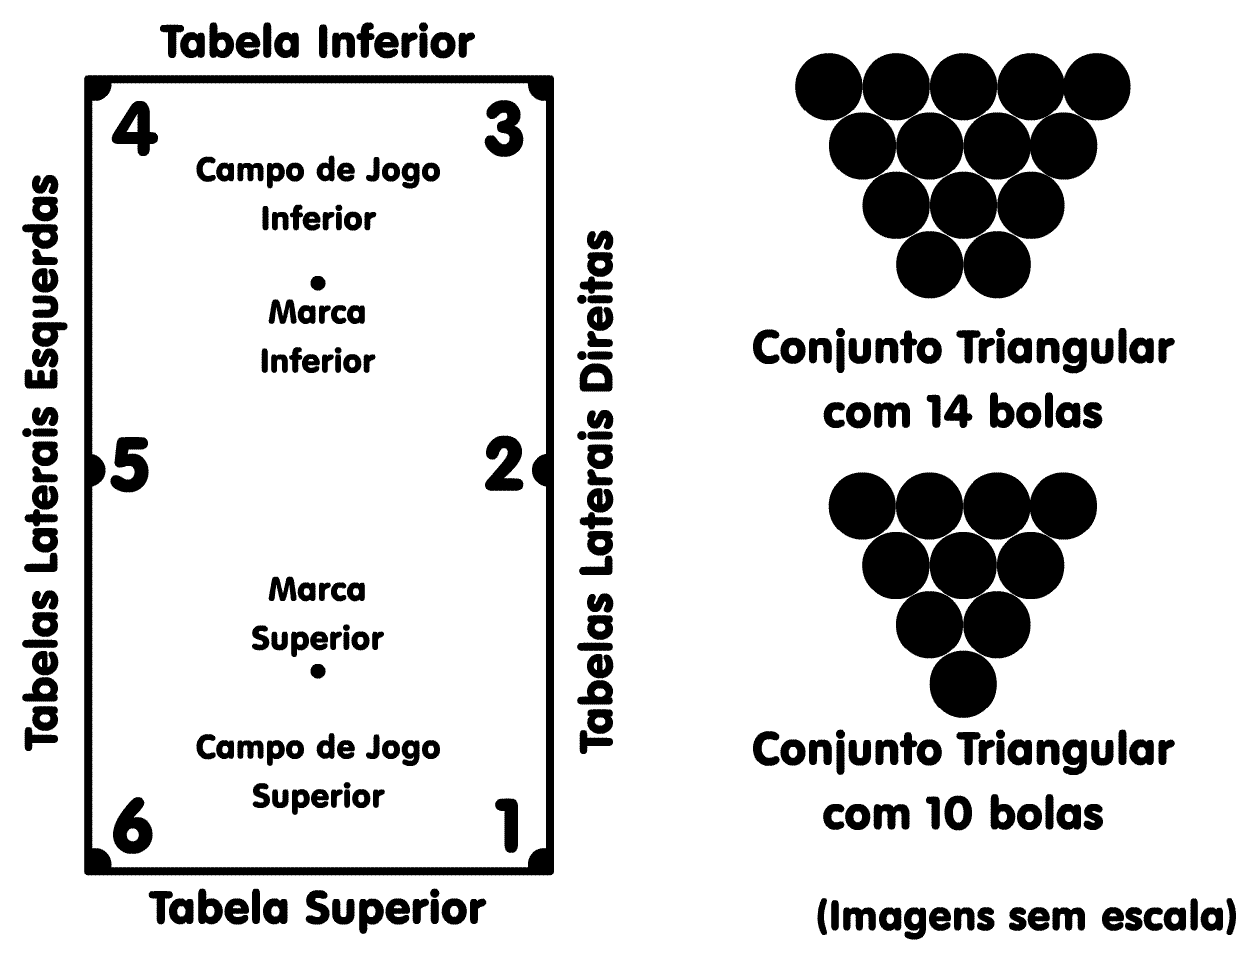 Tabela Inferior
4
3
Campo de Jogo
Inferior
Marca
Inferior
Tabelas Laterais Esquerdas
Tabelas Laterais Direitas
5
2
Marca
Superior
Campo de Jogo
Superior
6
1
Tabela Superior
Conjunto Triangular
com 14 bolas
Conjunto Triangular
com 10 bolas
(Imagens sem escala)